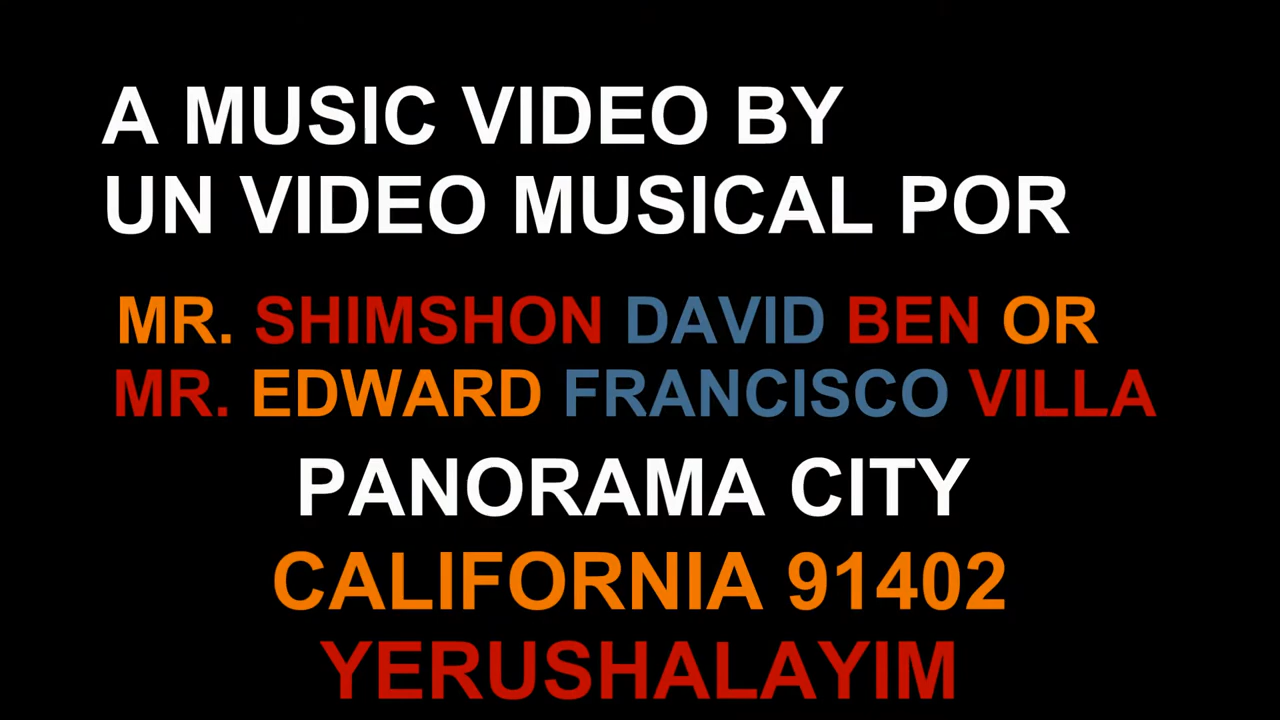 A MUSIC VIDEO BY
UN VIDEO MUSICAL POR
MR. SHIMSHON DAVID BEN OR
MR. EDWARD FRANCISCO VILLA
PANORAMA CITY
CALIFORNIA 91402
YERUSHALAYIM